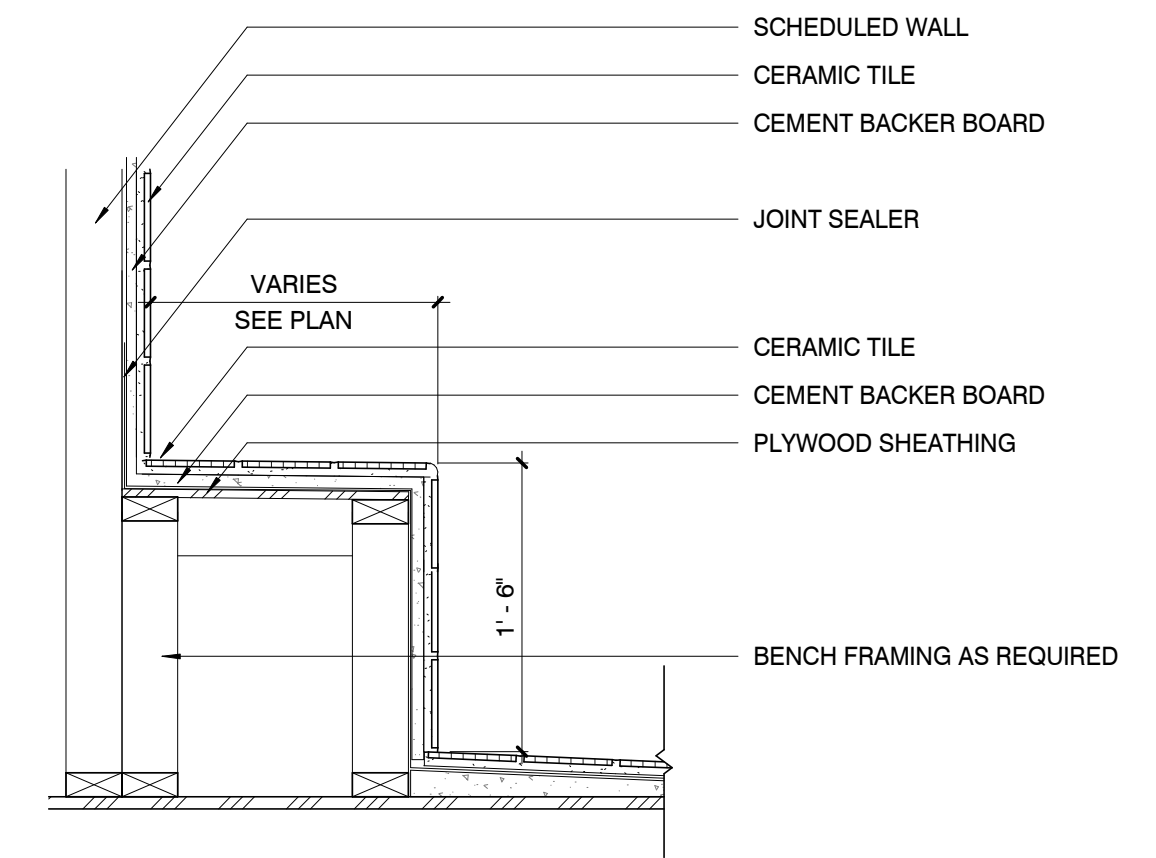 SCHEDULED WALL
CERAMIC TILE
CEMENT BACKER BOARD
JOINT SEALER
VARIES
SEE PLAN
CERAMIC TILE
CEMENT BACKER BOARD
PLYWOOD SHEATHING
1' - 6"
BENCH FRAMING AS REQUIRED